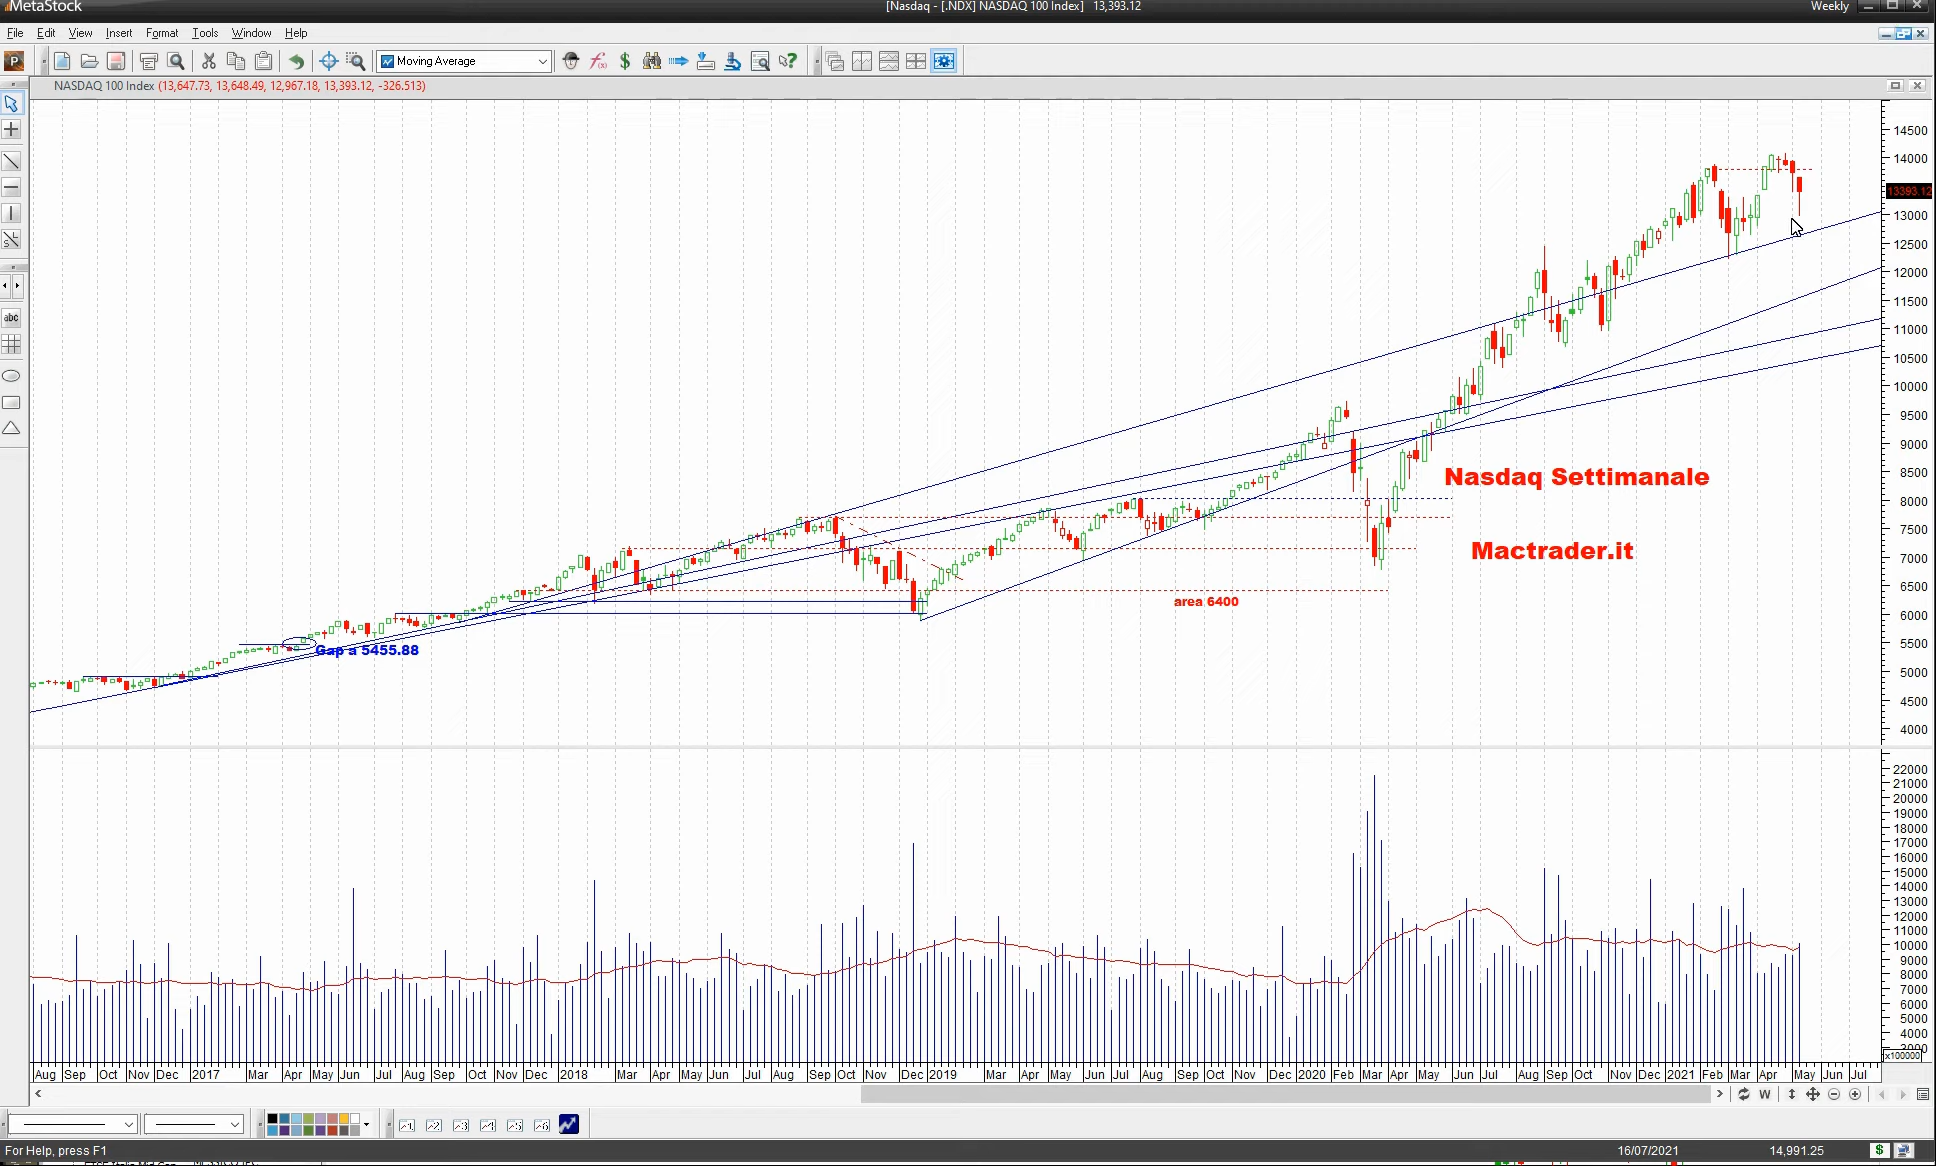 MetaStock
[Nasdaq - [.NDX] NASDAQ 100 Index] 13,393.12
Weekly
File Edit View Insert Format Tools Window Help
P
Moving Average
NASDAQ 100 Index (13,647.73, 13,648.49, 12,967.18, 13,393.12, -326.513)
abc
14500
14000
13393.12
13000
12500
12000
11500
11000
10500
10000
9500
9000
8500
8000
7500
7000
6500
6000
5500
5000
4500
4000
Nasdaq Settimanale
Mactrader.it
area 6400
Gap a 5455.88
22000
21000
20000
19000
18000
17000
16000
15000
14000
13000
12000
11000
10000
9000
8000
7000
6000
5000
4000
3000
x100000
Aug Sep Oct Nov Dec 2017 Mar Apr May Jun Jul Aug Sep Oct Nov Dec 2018 Mar Apr May Jun Jul Aug Sep Oct Nov Dec 2019 Mar Apr May Jun Jul Aug Sep Oct Nov Dec 2020 Feb Mar Apr May Jun Jul Aug Sep Oct Nov Dec 2021 Feb Mar Apr May Jun Jul
W
For Help, press F1
16/07/2021
14,991.25